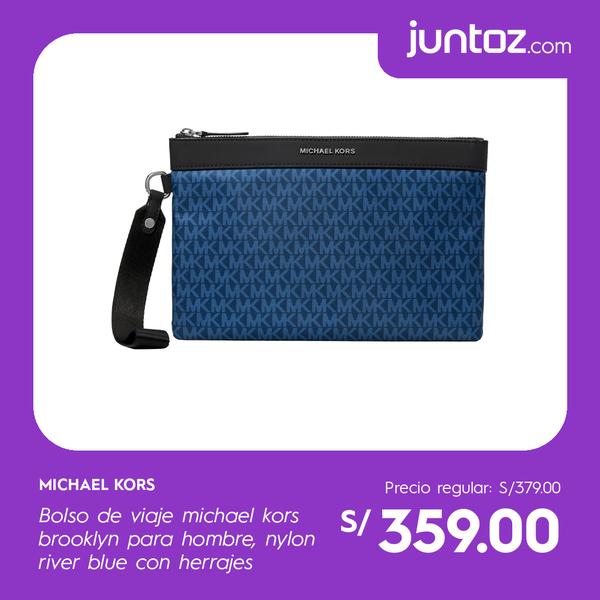 juntoz.com
MICHAEL KORS
MICHAEL KORS
Bolso de viaje michael kors
brooklyn para hombre, nylon
river blue con herrajes
Precio regular: S/379.00
S/ 359.00